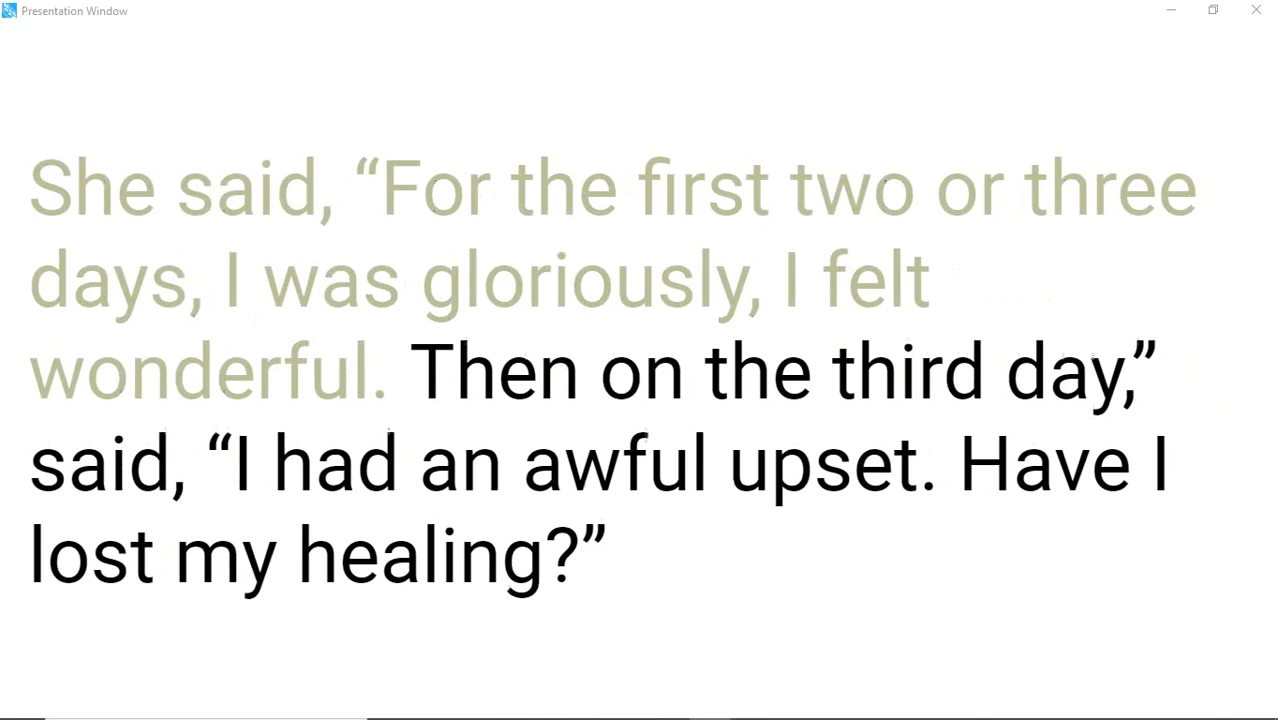 Presentation Window
She said, “For the first two or three
days, I was gloriously, I felt
wonderful. Then on the third day,”
said, “I had an awful upset. Have I
lost my healing?”